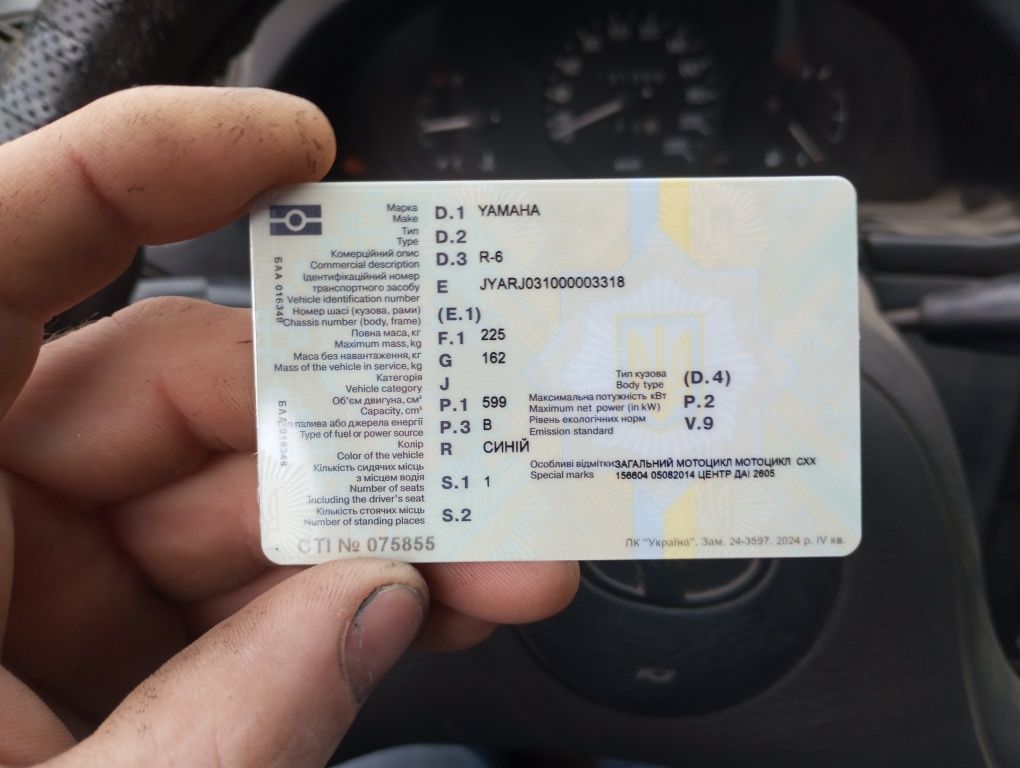 Марка D.1 YAMAHA
Make
Тип D.2
Type
Комерційний опис D.3 R-6
Commercial description
Ідентифікаційний номер
транспортного засобу E JYARJ031000003318
Vehicle identification number
Номер шасі (кузова, рами) (E.1)
Chassis number (body, frame)
Повна маса, кг F.1 225
Maximum mass, kg
Маса без навантаження, кг G 162
Mass of the vehicle in service, kg
Категорія J
Vehicle category
Об'єм двигуна, см³ P.1 599
Capacity, cm³
палива або джерела енергії P.3 B
Type of fuel or power source
Колір R СИНІЙ
Color of the vehicle
Кількість сидячих місць
з місцем водія S.1 1
Number of seats
including the driver's seat
Кількість стоячих місць S.2
Number of standing places
Тип кузова (D.4)
Body type
Максимальна потужність кВт P.2
Maximum net power (in kW)
Рівень екологічних норм V.9
Emission standard
Особливі відмітки ЗАГАЛЬНИЙ МОТОЦИКЛ МОТОЦИКЛ СХХ
Special marks 156804 05082014 ЦЕНТР ДАІ 2605
СТІ № 075855
ПК "Україна". Зам. 24-3597. 2024 р. IV кв.
БАА 016348
БАА 016348